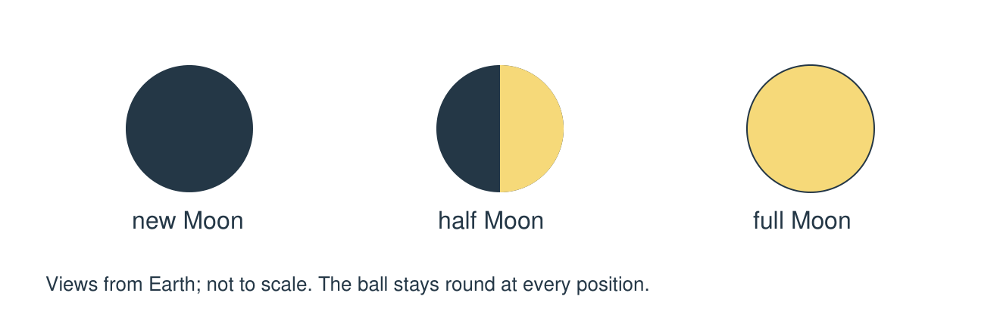 new Moon
half Moon
full Moon
Views from Earth; not to scale. The ball stays round at every position.